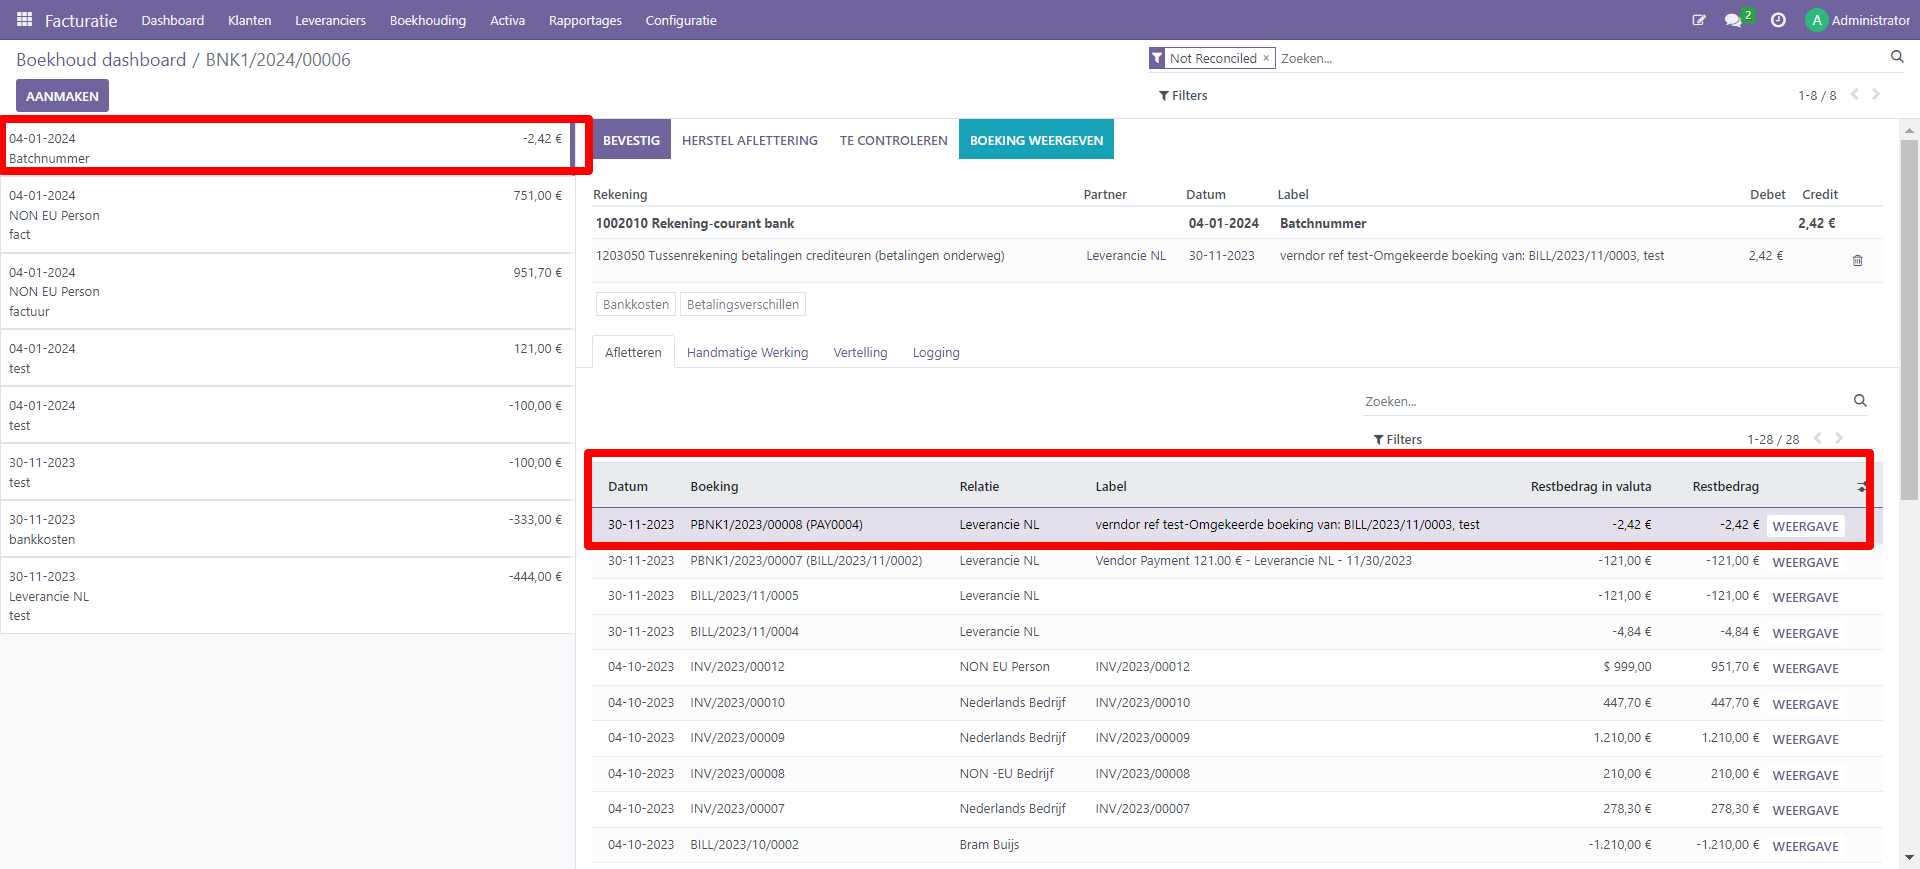 Facturatie Dashboard Klanten Leveranciers Boekhouding Activa Rapportages Configuratie 2 A Administrator
Boekhoud dashboard / BNK1/2024/00006
Not Reconciled × Zoeken...
AANMAKEN
Filters
1-8 / 8
04-01-2024 -2,42 €
Batchnummer
04-01-2024 751,00 €
NON EU Person
fact
04-01-2024 951,70 €
NON EU Person
factuur
04-01-2024 121,00 €
test
04-01-2024 -100,00 €
test
30-11-2023 -100,00 €
test
30-11-2023 -333,00 €
bankkosten
30-11-2023 -444,00 €
Leverancie NL
test
BEVESTIG HERSTEL AFLETTERING TE CONTROLEREN BOEKING WEERGEVEN
Rekening Partner Datum Label Debet Credit
1002010 Rekening-courant bank 04-01-2024 Batchnummer 2,42 €
1203050 Tussenrekening betalingen crediteuren (betalingen onderweg) Leverancie NL 30-11-2023 verndor ref test-Omgekeerde boeking van: BILL/2023/11/0003, test 2,42 €
Bankkosten Betalingsverschillen
Afletteren Handmatige Werking Vertelling Logging
Zoeken...
Filters 1-28 / 28
Datum Boeking Relatie Label Restbedrag in valuta Restbedrag
30-11-2023 PBNK1/2023/00008 (PAY0004) Leverancie NL verndor ref test-Omgekeerde boeking van: BILL/2023/11/0003, test -2,42 € -2,42 € WEERGAVE
30-11-2023 PBNK1/2023/00007 (BILL/2023/11/0002) Leverancie NL Vendor Payment 121.00 € - Leverancie NL - 11/30/2023 -121,00 € -121,00 € WEERGAVE
30-11-2023 BILL/2023/11/0005 Leverancie NL -121,00 € -121,00 € WEERGAVE
30-11-2023 BILL/2023/11/0004 Leverancie NL -4,84 € -4,84 € WEERGAVE
04-10-2023 INV/2023/00012 NON EU Person INV/2023/00012 $ 999,00 951,70 € WEERGAVE
04-10-2023 INV/2023/00010 Nederlands Bedrijf INV/2023/00010 447,70 € 447,70 € WEERGAVE
04-10-2023 INV/2023/00009 Nederlands Bedrijf INV/2023/00009 1.210,00 € 1.210,00 € WEERGAVE
04-10-2023 INV/2023/00008 NON -EU Bedrijf INV/2023/00008 210,00 € 210,00 € WEERGAVE
04-10-2023 INV/2023/00007 Nederlands Bedrijf INV/2023/00007 278,30 € 278,30 € WEERGAVE
04-10-2023 BILL/2023/10/0002 Bram Buijs -1.210,00 € -1.210,00 € WEERGAVE